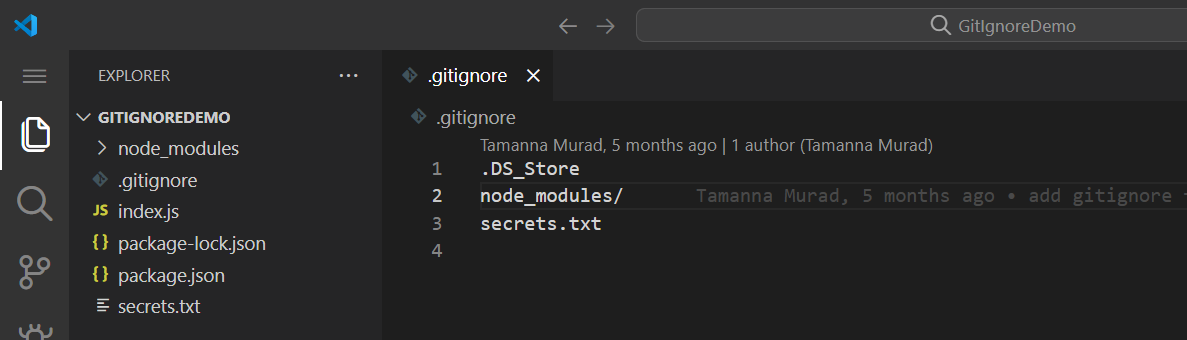 GitIgnoreDemo
EXPLORER
GITIGNOREDEMO
node_modules
.gitignore
JS index.js
{} package-lock.json
{} package.json
secrets.txt
.gitignore
.gitignore
Tamanna Murad, 5 months ago | 1 author (Tamanna Murad)
1 .DS_Store
2 node_modules/ Tamanna Murad, 5 months ago • add gitignore
3 secrets.txt
4